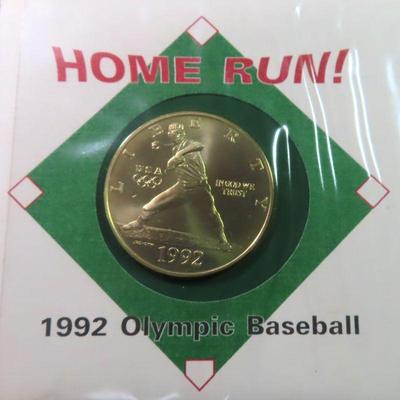 HOME RUN!
LIBERTY
USA
IN GOD WE
TRUST
1992
1992 Olympic Baseball